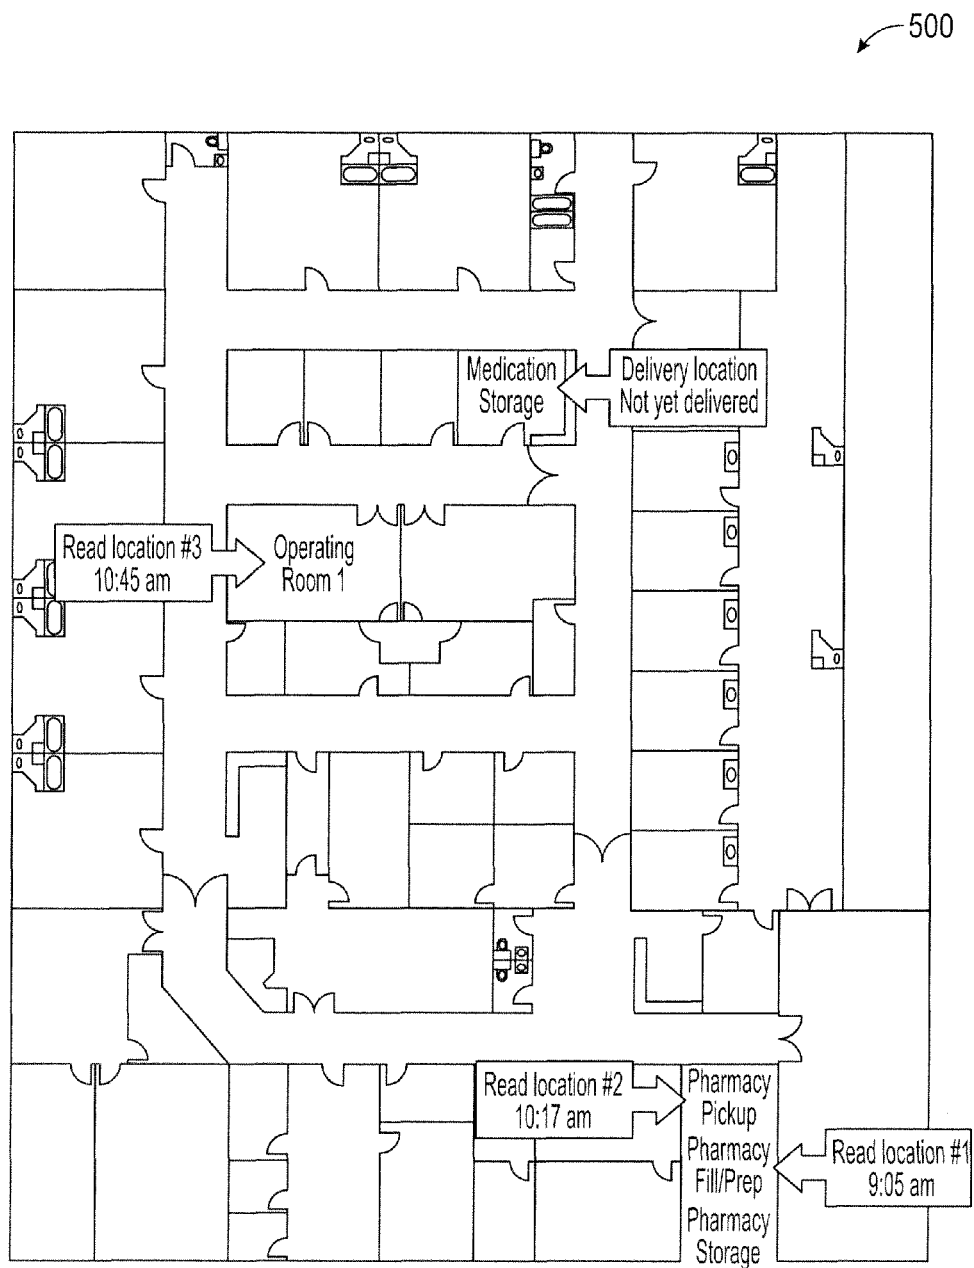 500
Medication
Storage
Delivery location
Not yet delivered
Read location #3
10:45 am
Operating
Room 1
Read location #2
10:17 am
Pharmacy
Pickup
Pharmacy
Fill/Prep
Read location #1
9:05 am
Pharmacy
Storage